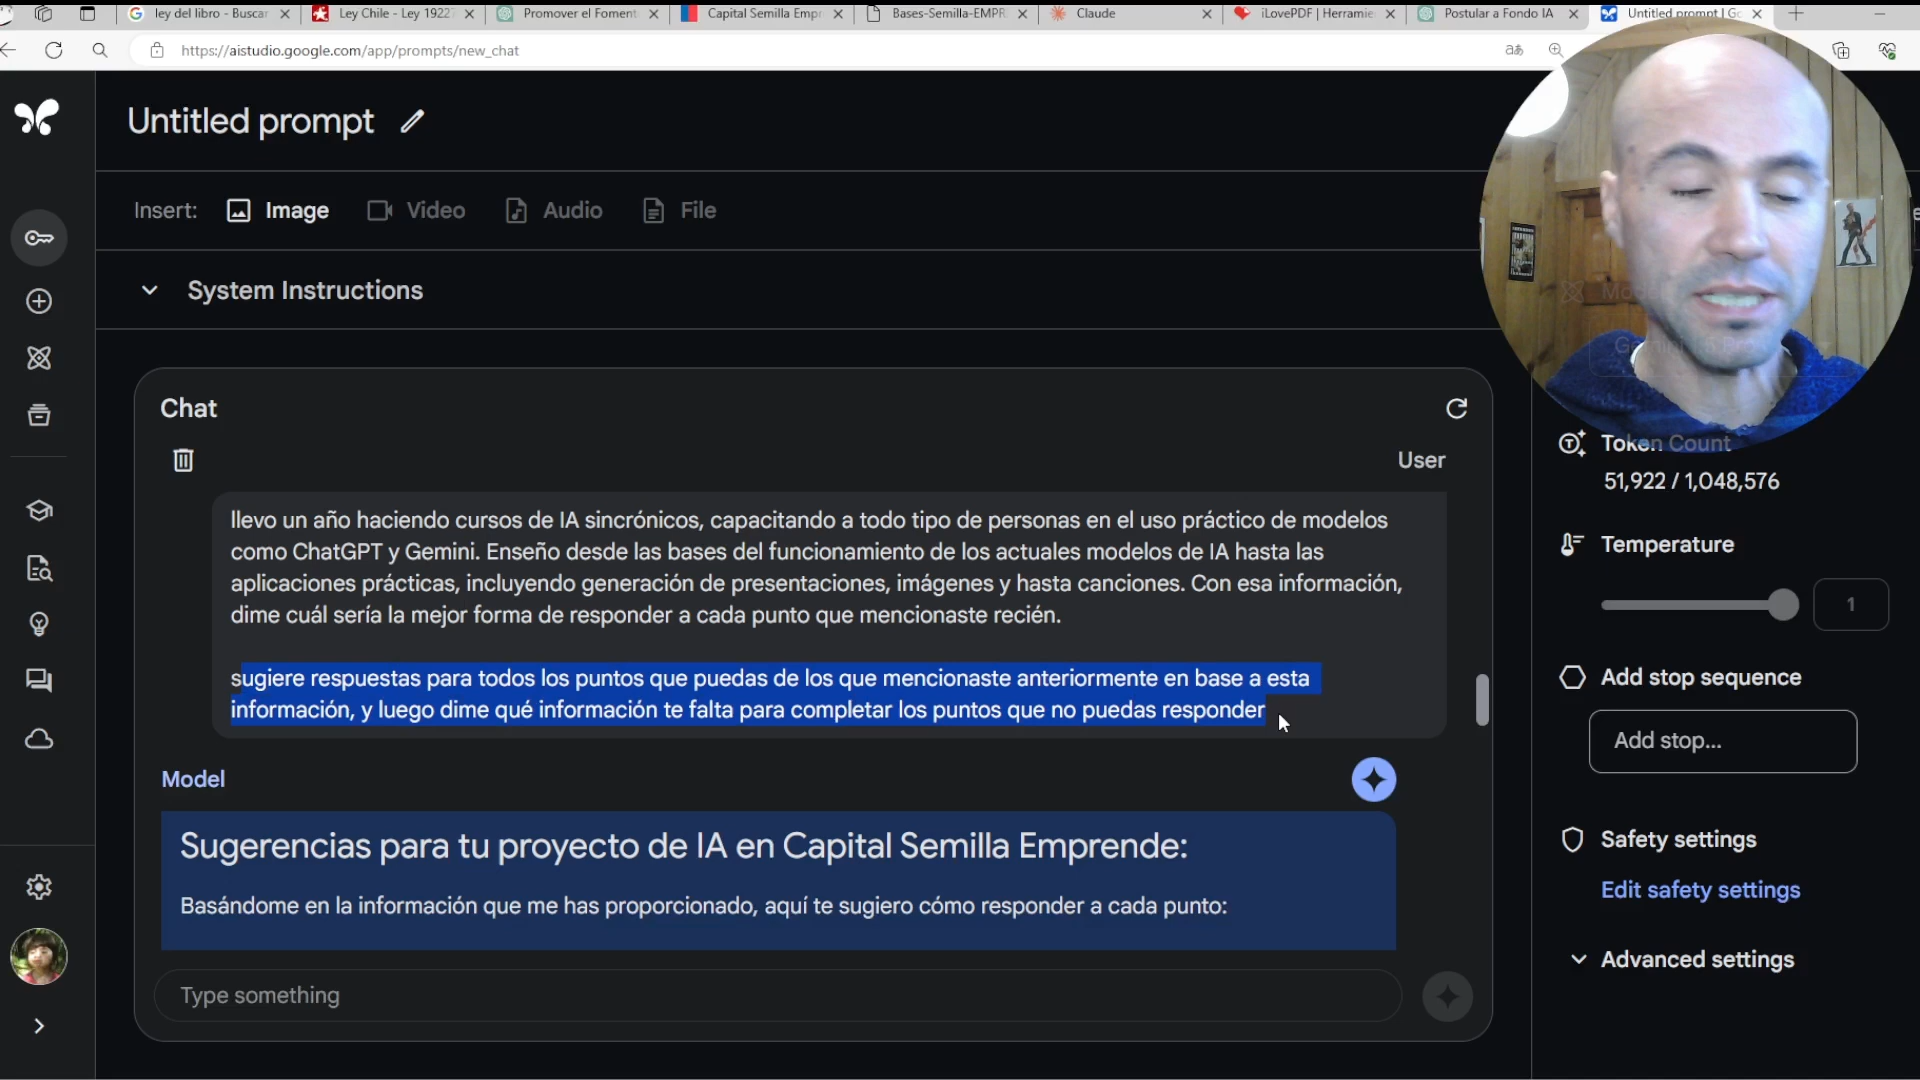 ley del libro - Buscar
Ley Chile - Ley 1922
Promover el Foment
Capital Semilla Empr
Bases-Semilla-EMPR
Claude
iLovePDF | Herramie
Postular a Fondo IA
Untitled prompt | Go
https://aistudio.google.com/app/prompts/new_chat
Untitled prompt
Insert:
Image
Video
Audio
File
System Instructions
Chat
User
llevo un año haciendo cursos de IA sincrónicos, capacitando a todo tipo de personas en el uso práctico de modelos
como ChatGPT y Gemini. Enseño desde las bases del funcionamiento de los actuales modelos de IA hasta las
aplicaciones prácticas, incluyendo generación de presentaciones, imágenes y hasta canciones. Con esa información,
dime cuál sería la mejor forma de responder a cada punto que mencionaste recién.
sugiere respuestas para todos los puntos que puedas de los que mencionaste anteriormente en base a esta
información, y luego dime qué información te falta para completar los puntos que no puedas responder
Model
Sugerencias para tu proyecto de IA en Capital Semilla Emprende:
Basándome en la información que me has proporcionado, aquí te sugiero cómo responder a cada punto:
Type something
Token Count
51,922 / 1,048,576
Temperature
1
Add stop sequence
Add stop...
Safety settings
Edit safety settings
Advanced settings